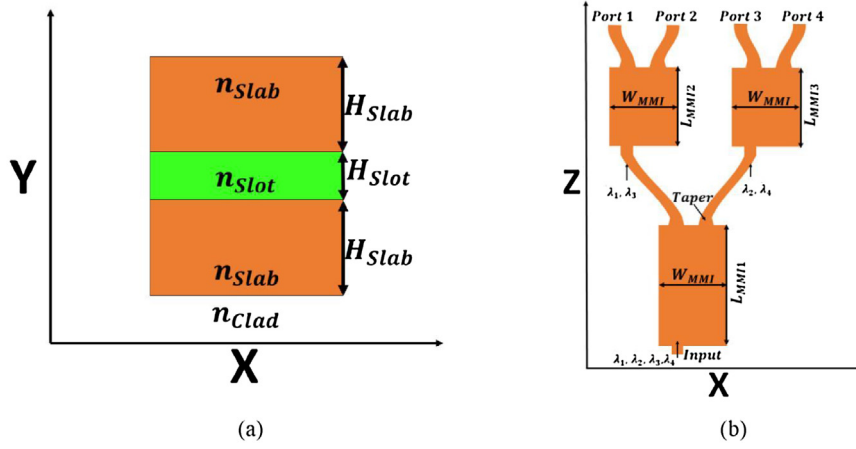 Y
n_Slab
H_Slab
n_Slot
H_Slot
n_Slab
H_Slab
n_Clad
X
(a)
Port 1 Port 2 Port 3 Port 4
W_MMI
L_MMI2
W_MMI
L_MMI3
Z
λ₁, λ₃
λ₂, λ₄
Taper
W_MMI
L_MMI1
λ₁, λ₂, λ₃,λ₄
Input
X
(b)